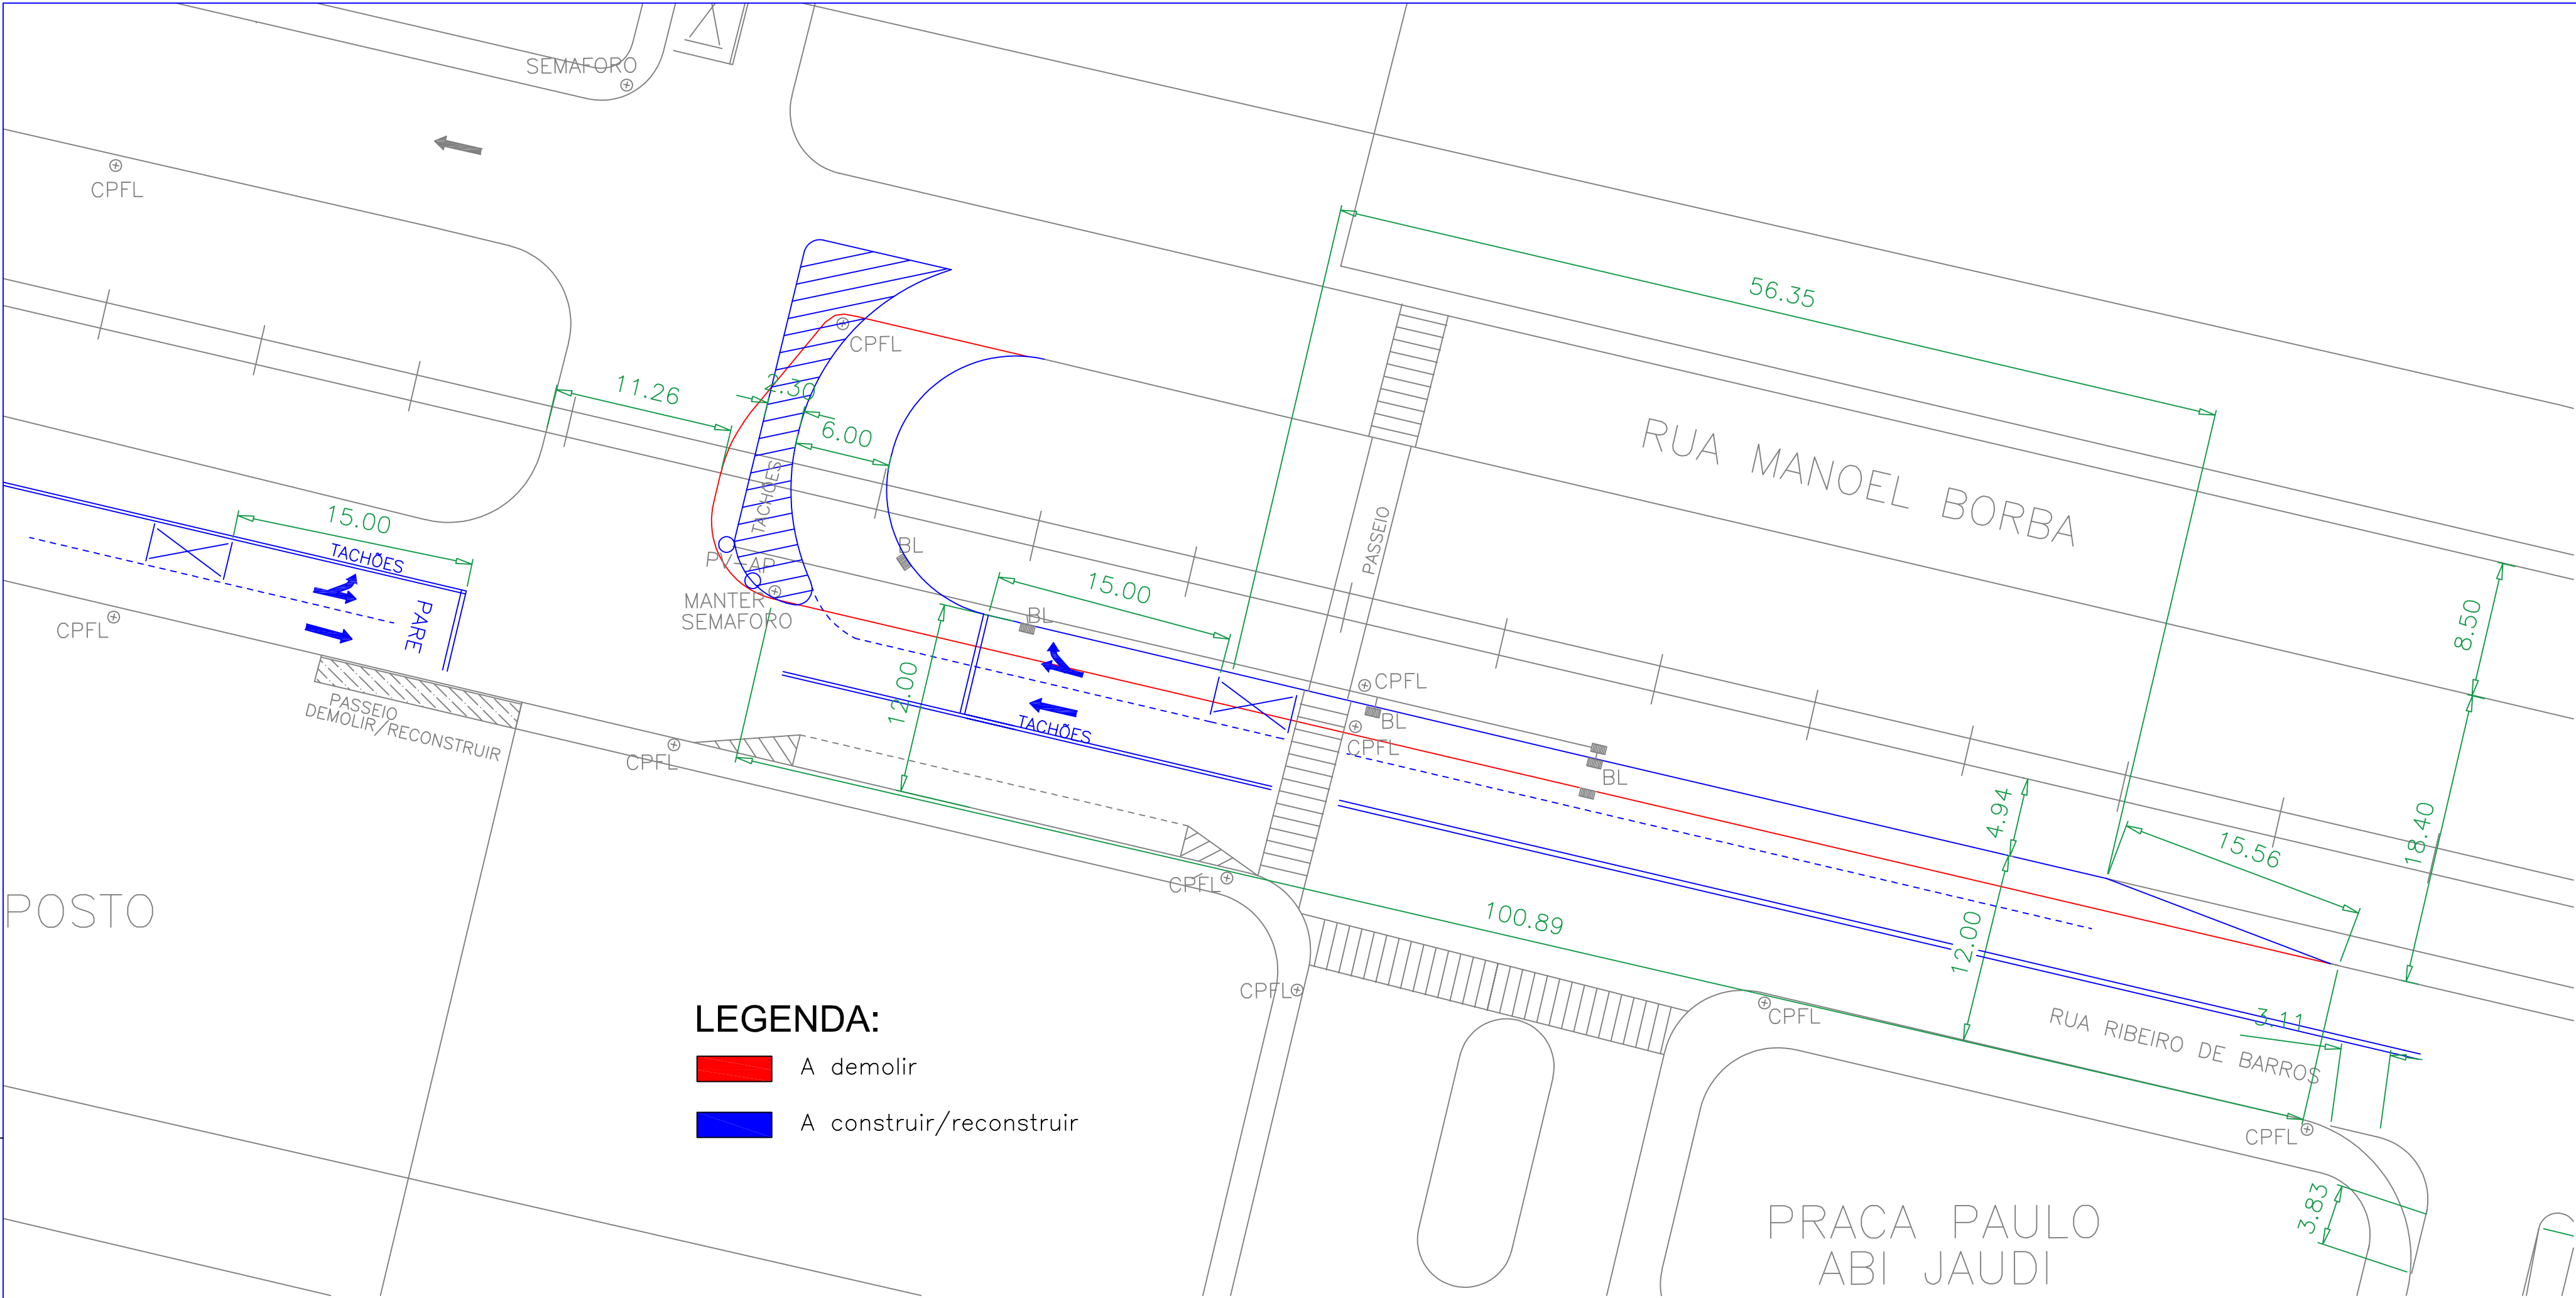 SEMAFORO
CPFL
56.35
CPFL
11.26
2.30
6.00
RUA MANOEL BORBA
TACHOES
PASSEIO
15.00
TACHÕES
PARE
CPFL
BL
PV-AP
MANTER
SEMAFORO
15.00
BL
8.50
12.00
TACHÕES
CPFL
BL
CPFL
BL
PASSEIO
DEMOLIR/RECONSTRUIR
CPFL
4.94
18.40
15.56
CPFL
100.89
12.00
POSTO
CPFL
CPFL
RUA RIBEIRO DE BARROS
3.11
LEGENDA:
A demolir
A construir/reconstruir
CPFL
3.83
PRACA PAULO
ABI JAUDI